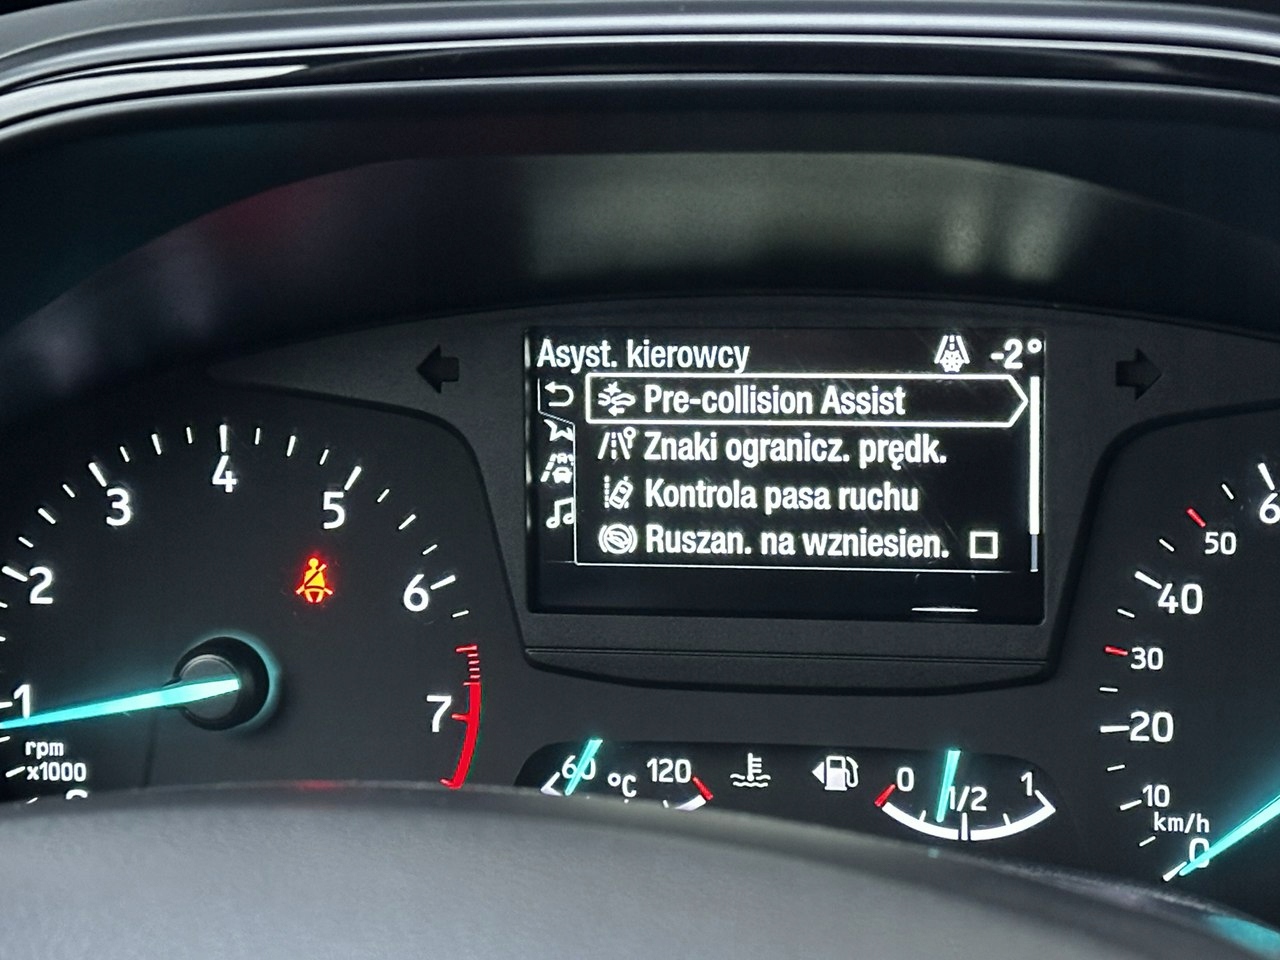 Asyst. kierowcy -2°
Pre-collision Assist
Znaki ogranicz. prędk.
Kontrola pasa ruchu
Ruszan. na wzniesien.
1
2
3
4
5
6
7
rpm
x1000
60 °C 120
0 1/2 1
6
50
40
30
20
10
km/h
0